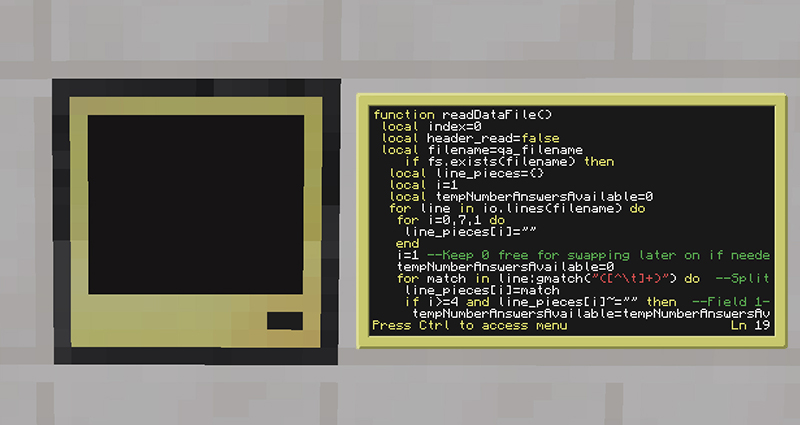 function readDataFile()
 local index=0
 local header_read=false
 local filename=qa_filename
    if fs.exists(filename) then
  local line_pieces={}
  local i=1
  local tempNumberAnswersAvailable=0
  for line in io.lines(filename) do
   for i=0,7,1 do
    line_pieces[i]=""
   end
   i=1 --Keep 0 free for swapping later on if neede
   tempNumberAnswersAvailable=0
   for match in line:gmatch("([^\t]+)") do  --Split
    line_pieces[i]=match
    if i>=4 and line_pieces[i]~="" then  --Field 1-
     tempNumberAnswersAvailable=tempNumberAnswersAv
Press Ctrl to access menu Ln 19